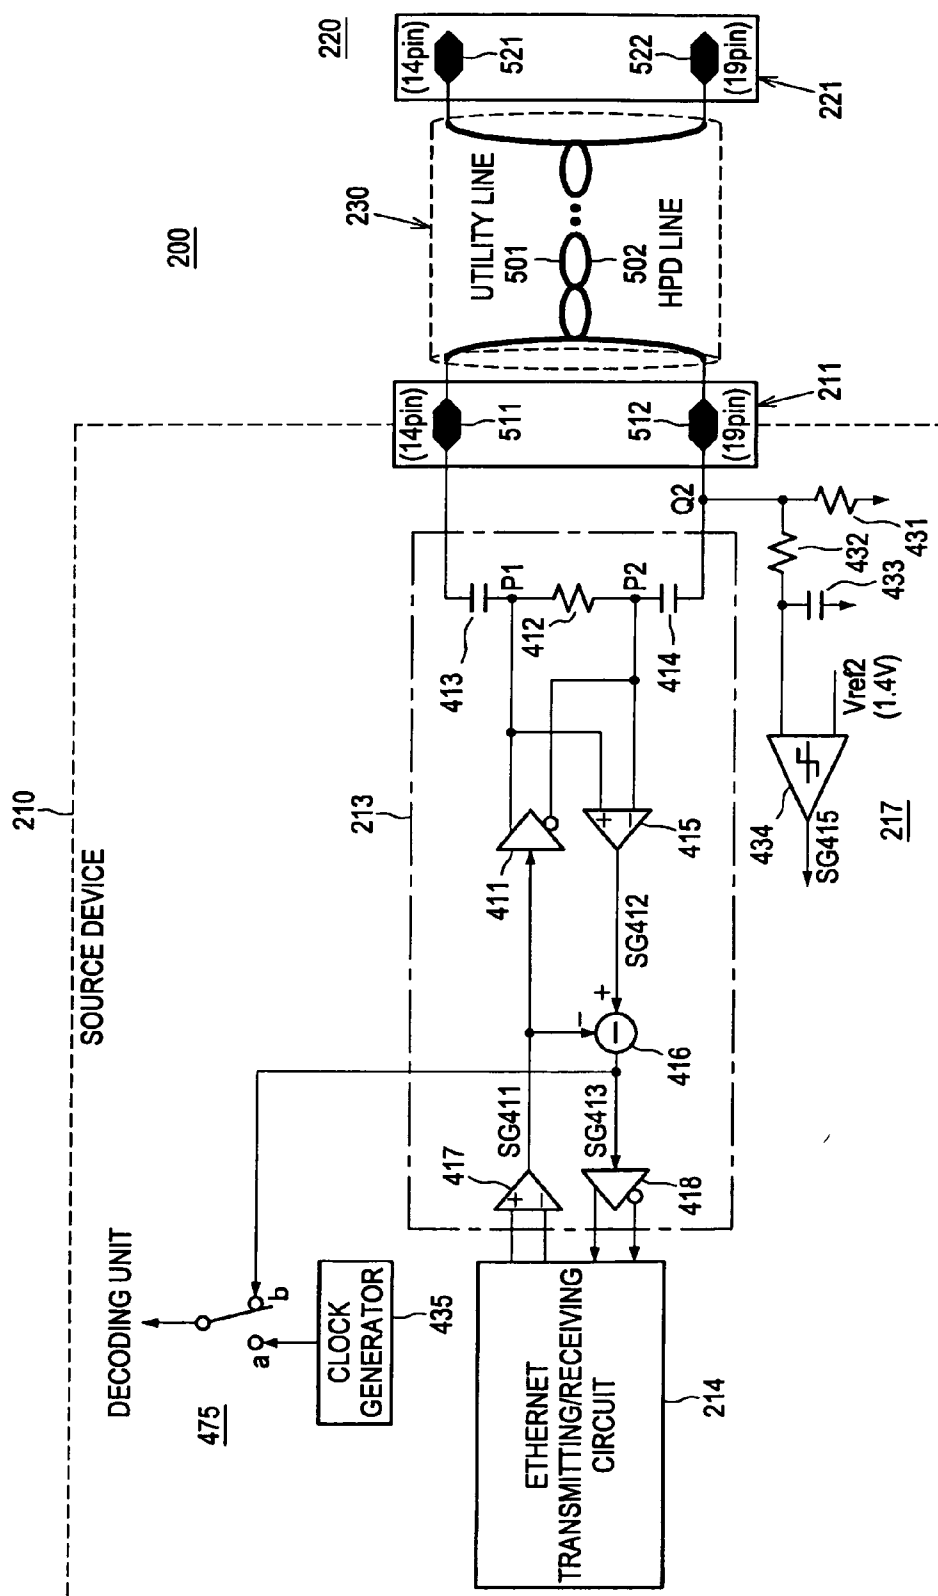 200
210
SOURCE DEVICE
220
DECODING UNIT
475
a
b
CLOCK
GENERATOR
435
213
417
SG411
411
413
P1
412
P2
414
415
SG412
+
−
+
−
+
−
−
416
SG413
418
ETHERNET
TRANSMITTING/RECEIVING
CIRCUIT
214
(14pin)
511
512
(19pin)
211
Q2
230
UTILITY LINE
501
502
HPD LINE
(14pin)
521
522
(19pin)
221
431
432
433
434
Vref2
(1.4V)
SG415
217